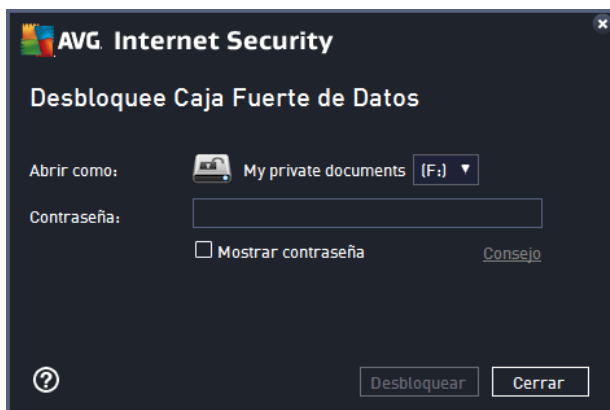 AVG. Internet Security
Desbloquee Caja Fuerte de Datos
Abrir como: My private documents (F:)
Contraseña:
Mostrar contraseña Consejo
Desbloquear Cerrar